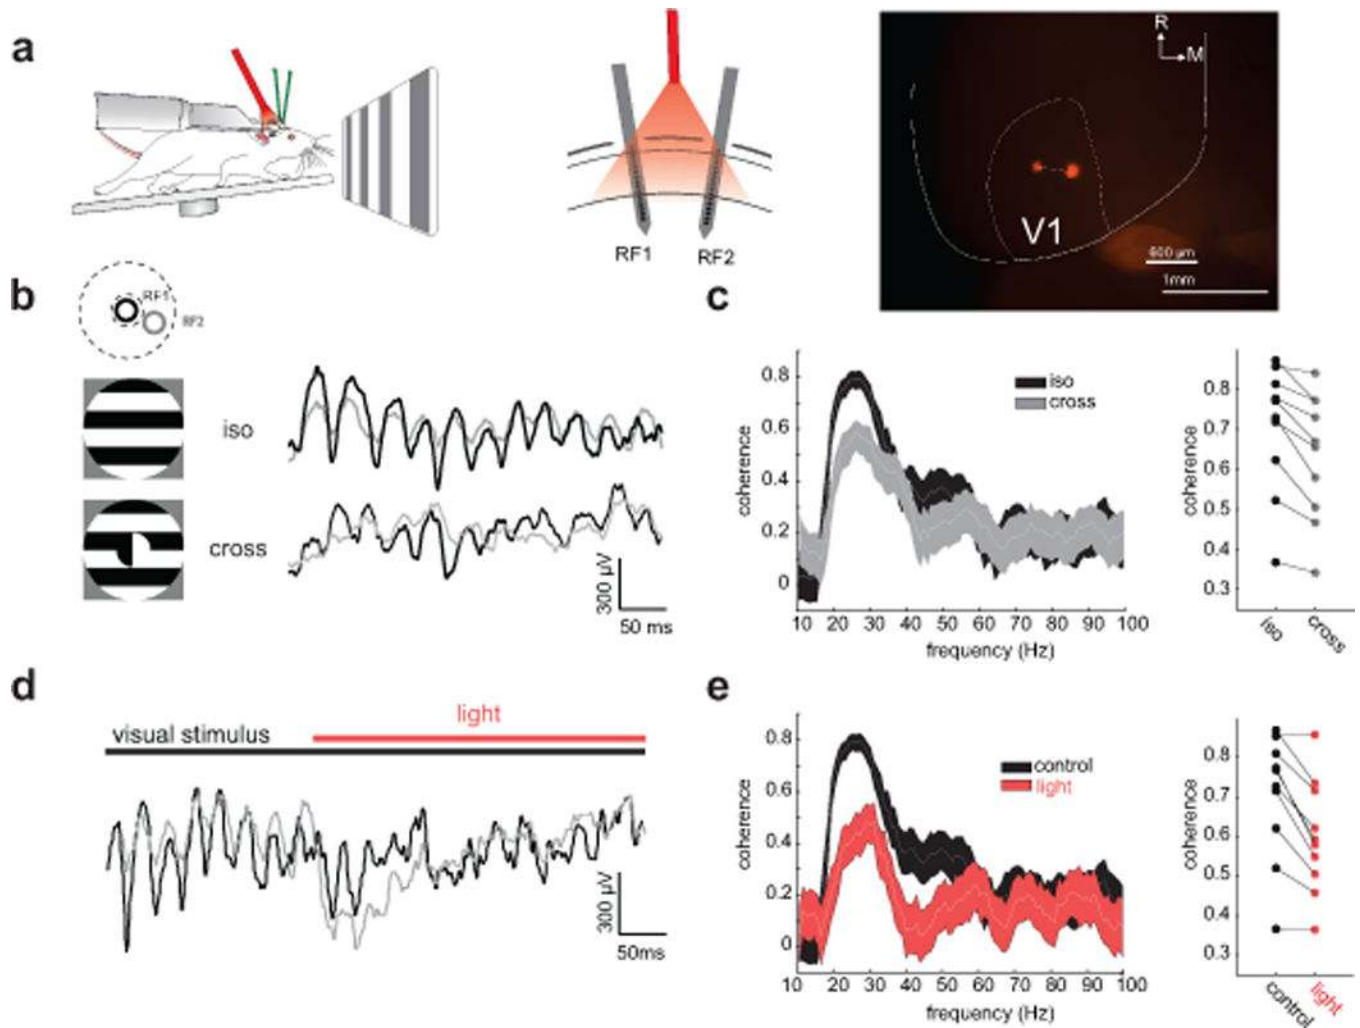 a
R
M
V1
600 µm
1mm
RF1
RF2
b
RF1
RF2
iso
cross
300 µV
50 ms
c
coherence
0.8
0.6
0.4
0.2
0
iso
cross
10 20 30 40 50 60 70 80 90 100
frequency (Hz)
coherence
0.8
0.7
0.6
0.5
0.4
0.3
iso
cross
d
visual stimulus
light
300 µV
50ms
e
coherence
0.8
0.6
0.4
0.2
0
control
light
10 20 30 40 50 60 70 80 90 100
frequency (Hz)
coherence
0.8
0.7
0.6
0.5
0.4
0.3
control
light